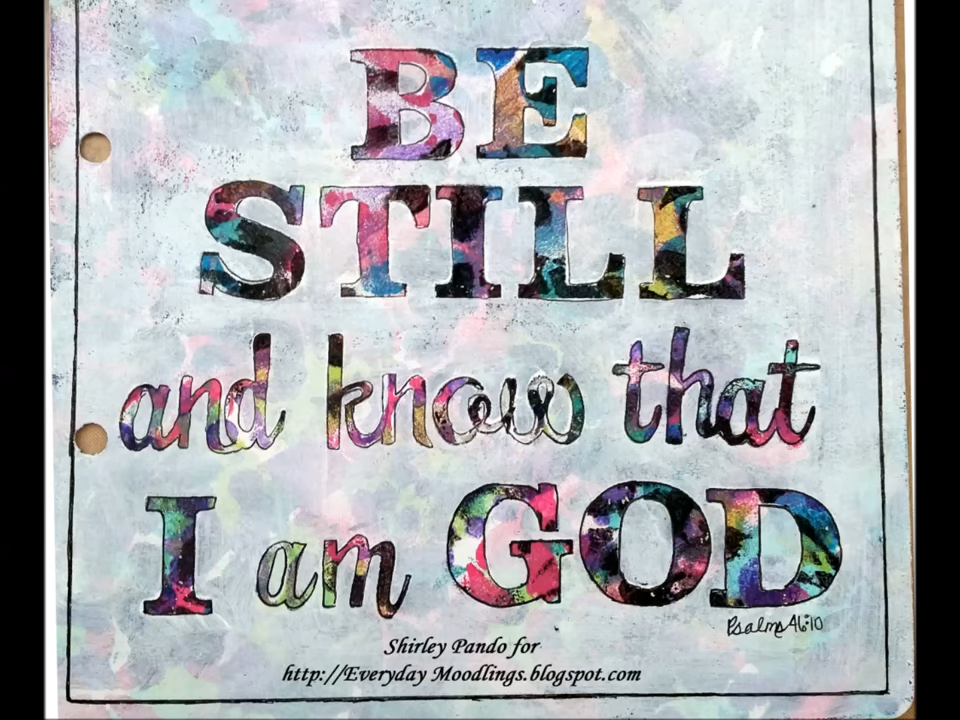 BE
STILL
and know that
I am GOD
Psalms 46:10
Shirley Pando for
http://Everyday Moodlings.blogspot.com